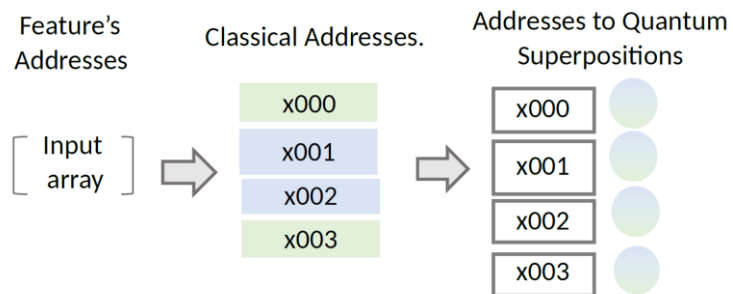 Feature's
Addresses
Input
array
Classical Addresses.
x000
x001
x002
x003
Addresses to Quantum
Superpositions
x000
x001
x002
x003